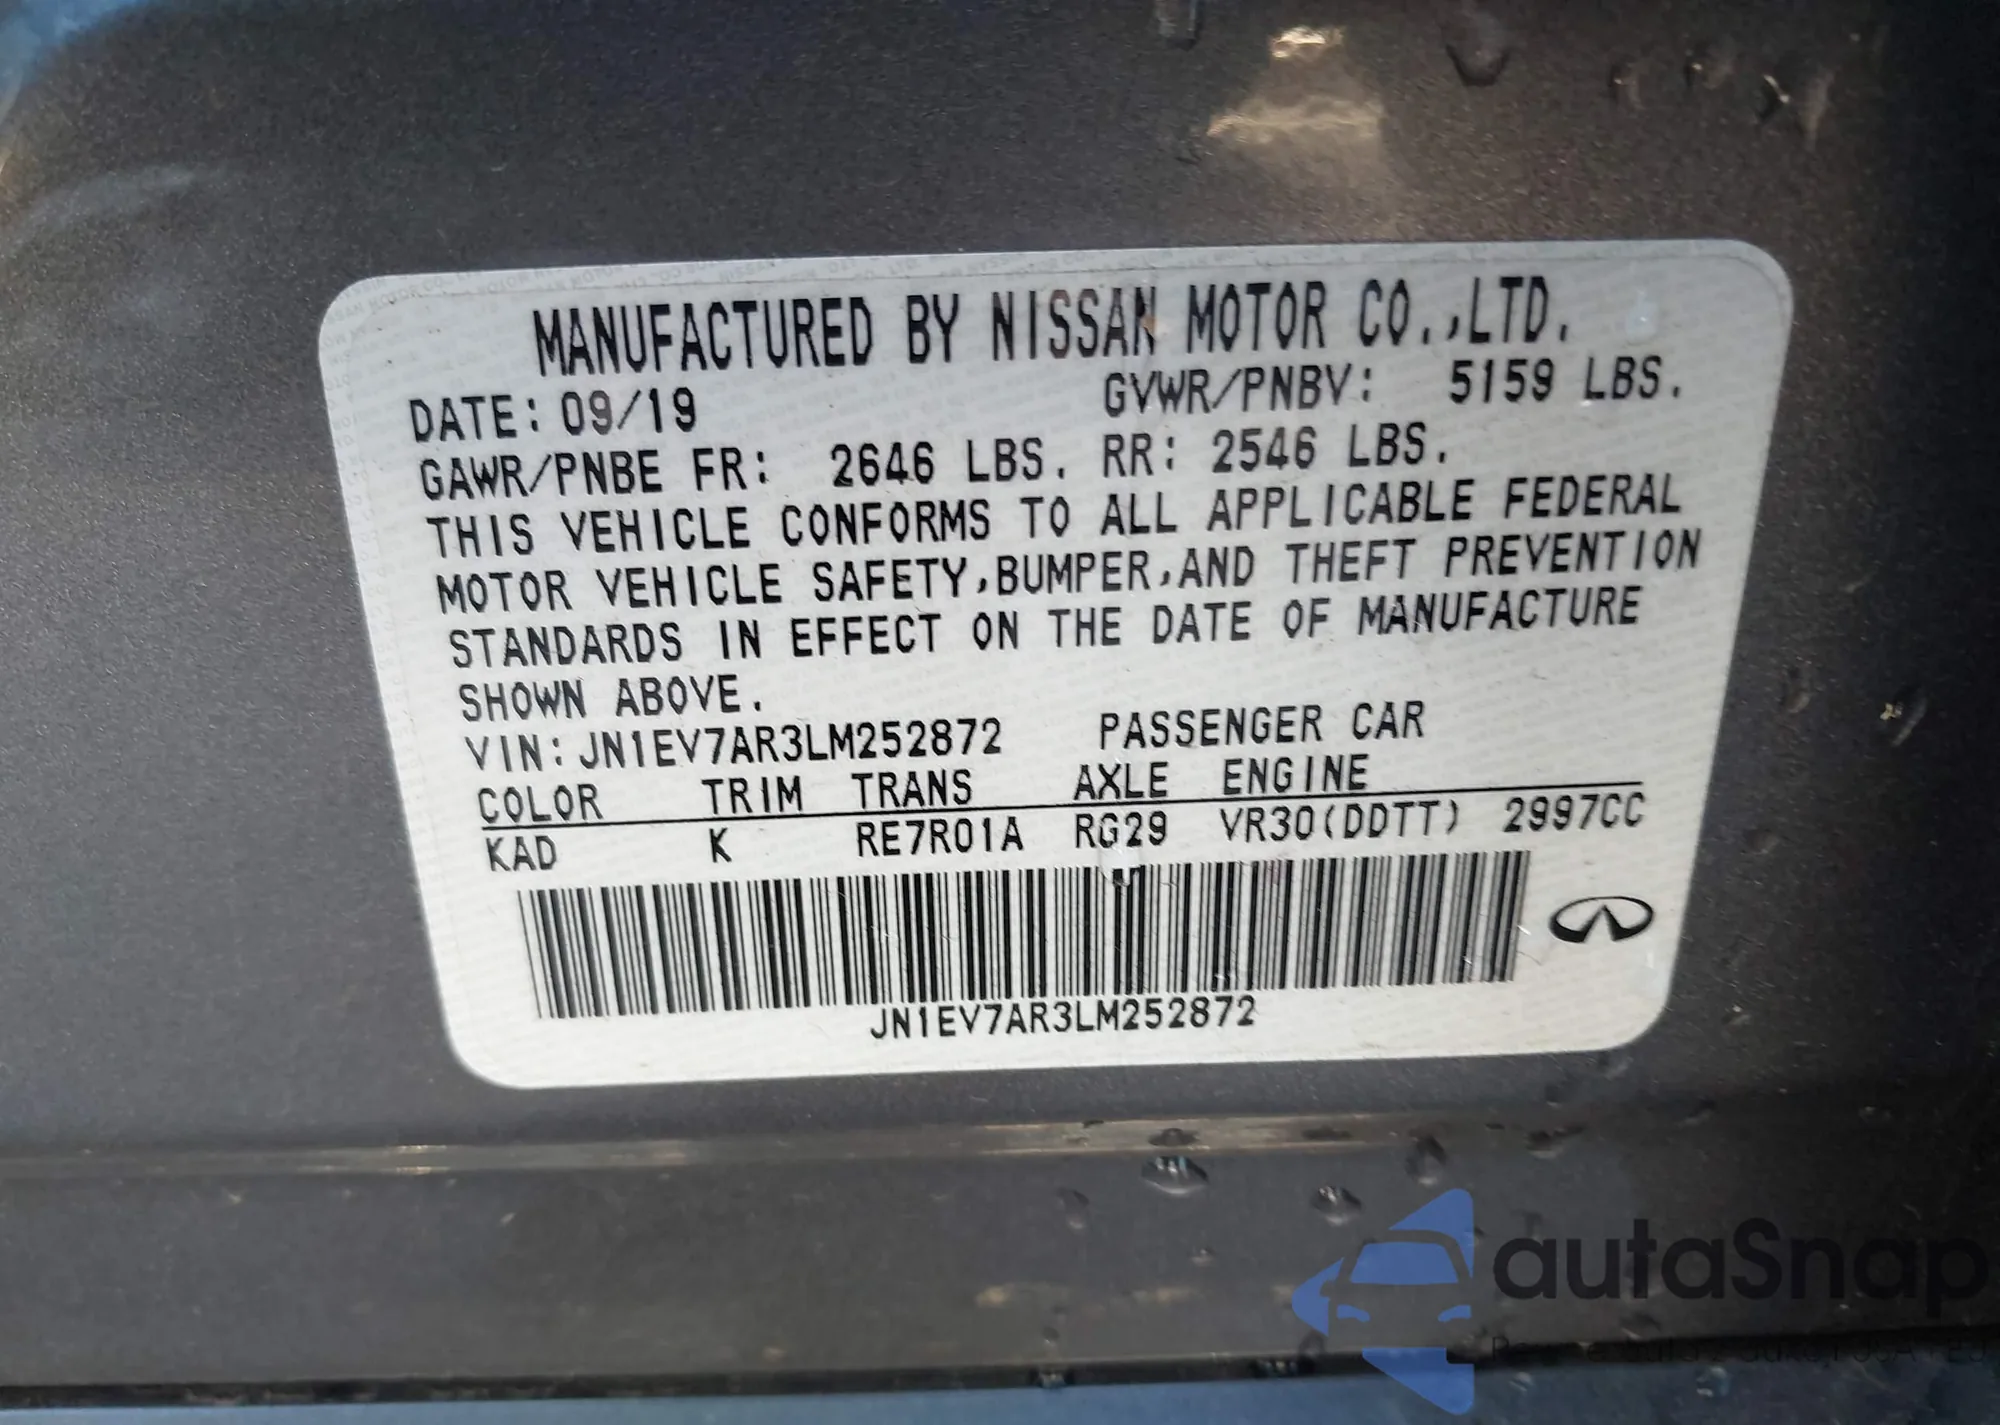 MANUFACTURED BY NISSAN MOTOR CO.,LTD.
DATE: 09/19 GVWR/PNBV: 5159 LBS.
GAWR/PNBE FR: 2646 LBS. RR: 2546 LBS.
THIS VEHICLE CONFORMS TO ALL APPLICABLE FEDERAL
MOTOR VEHICLE SAFETY,BUMPER,AND THEFT PREVENTION
STANDARDS IN EFFECT ON THE DATE OF MANUFACTURE
SHOWN ABOVE.
VIN:JN1EV7AR3LM252872 PASSENGER CAR
COLOR TRIM TRANS AXLE ENGINE
KAD K RE7R01A RG29 VR30(DDTT) 2997CC
JN1EV7AR3LM252872
autaSnap